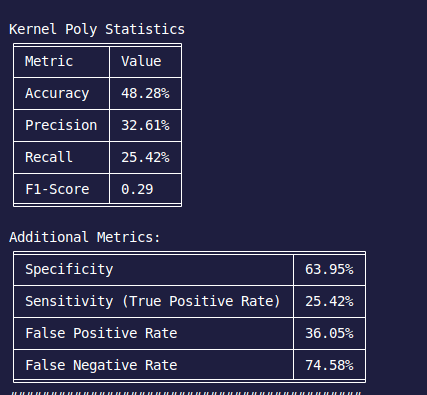 Kernel Poly Statistics
Metric Value
Accuracy 48.28%
Precision 32.61%
Recall 25.42%
F1-Score 0.29
Additional Metrics:
Specificity 63.95%
Sensitivity (True Positive Rate) 25.42%
False Positive Rate 36.05%
False Negative Rate 74.58%